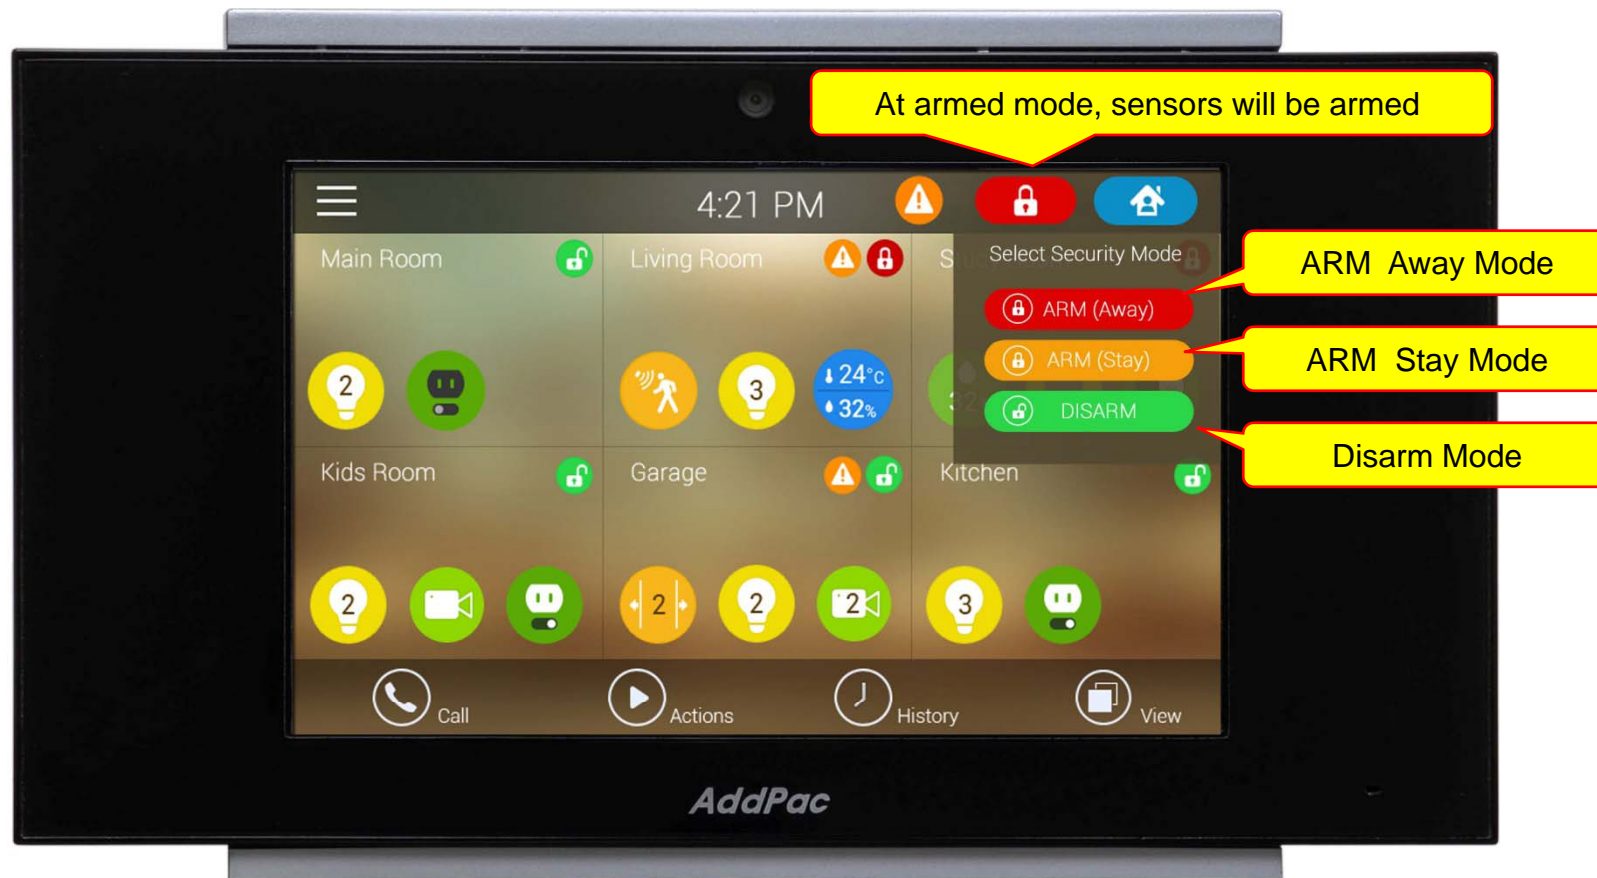 At armed mode, sensors will be armed
4:21 PM
Main Room
Living Room
Select Security Mode
ARM Away Mode
ARM (Away)
ARM (Stay)
ARM Stay Mode
DISARM
Disarm Mode
2
3
24°C
32%
Kids Room
Garage
Kitchen
2
2
2
2
3
Call
Actions
History
View
AddPac